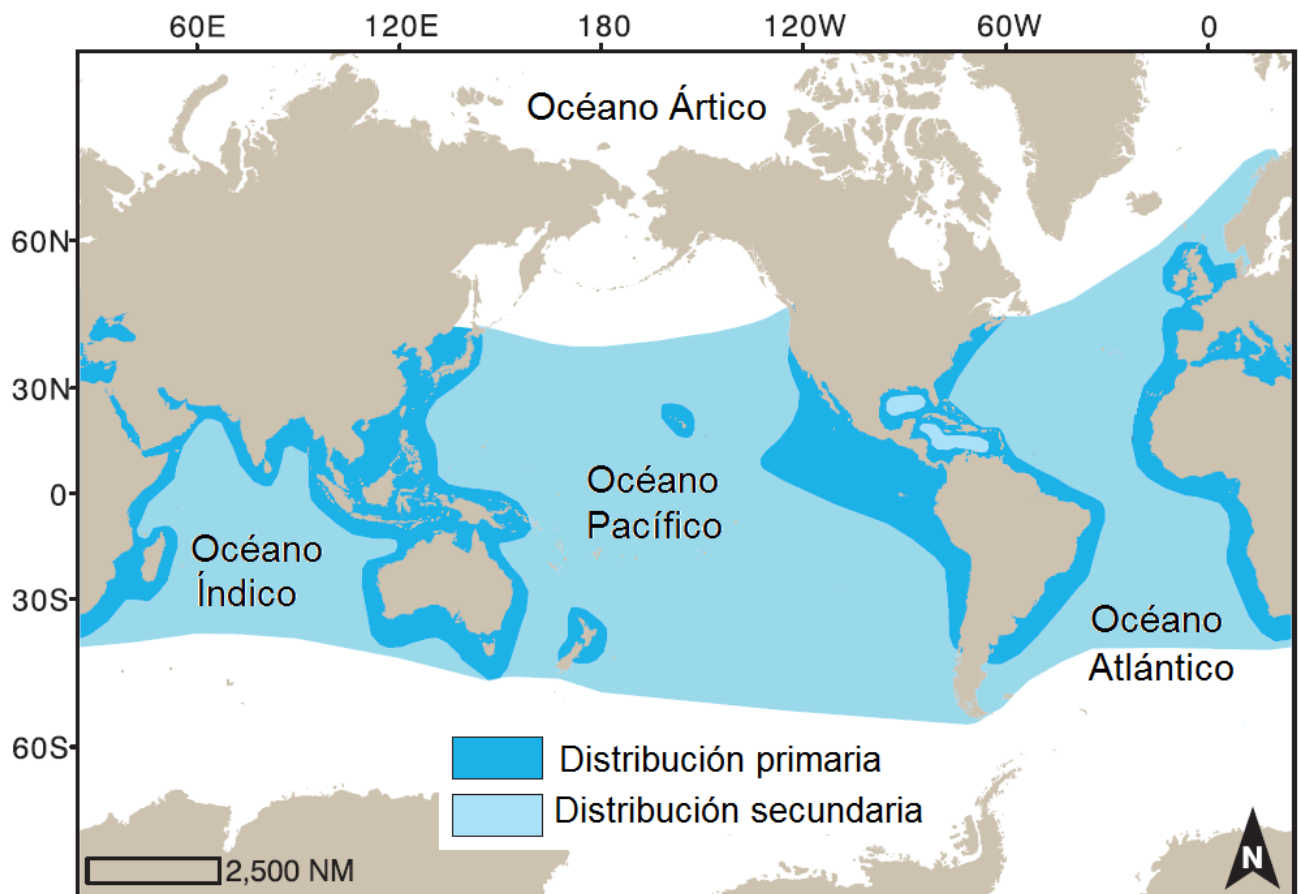 60E 120E 180 120W 60W 0
Océano Ártico
60N
30N
Océano
Pacífico
0
Océano
Índico
30S
Océano
Atlántico
60S
Distribución primaria
Distribución secundaria
2,500 NM
N